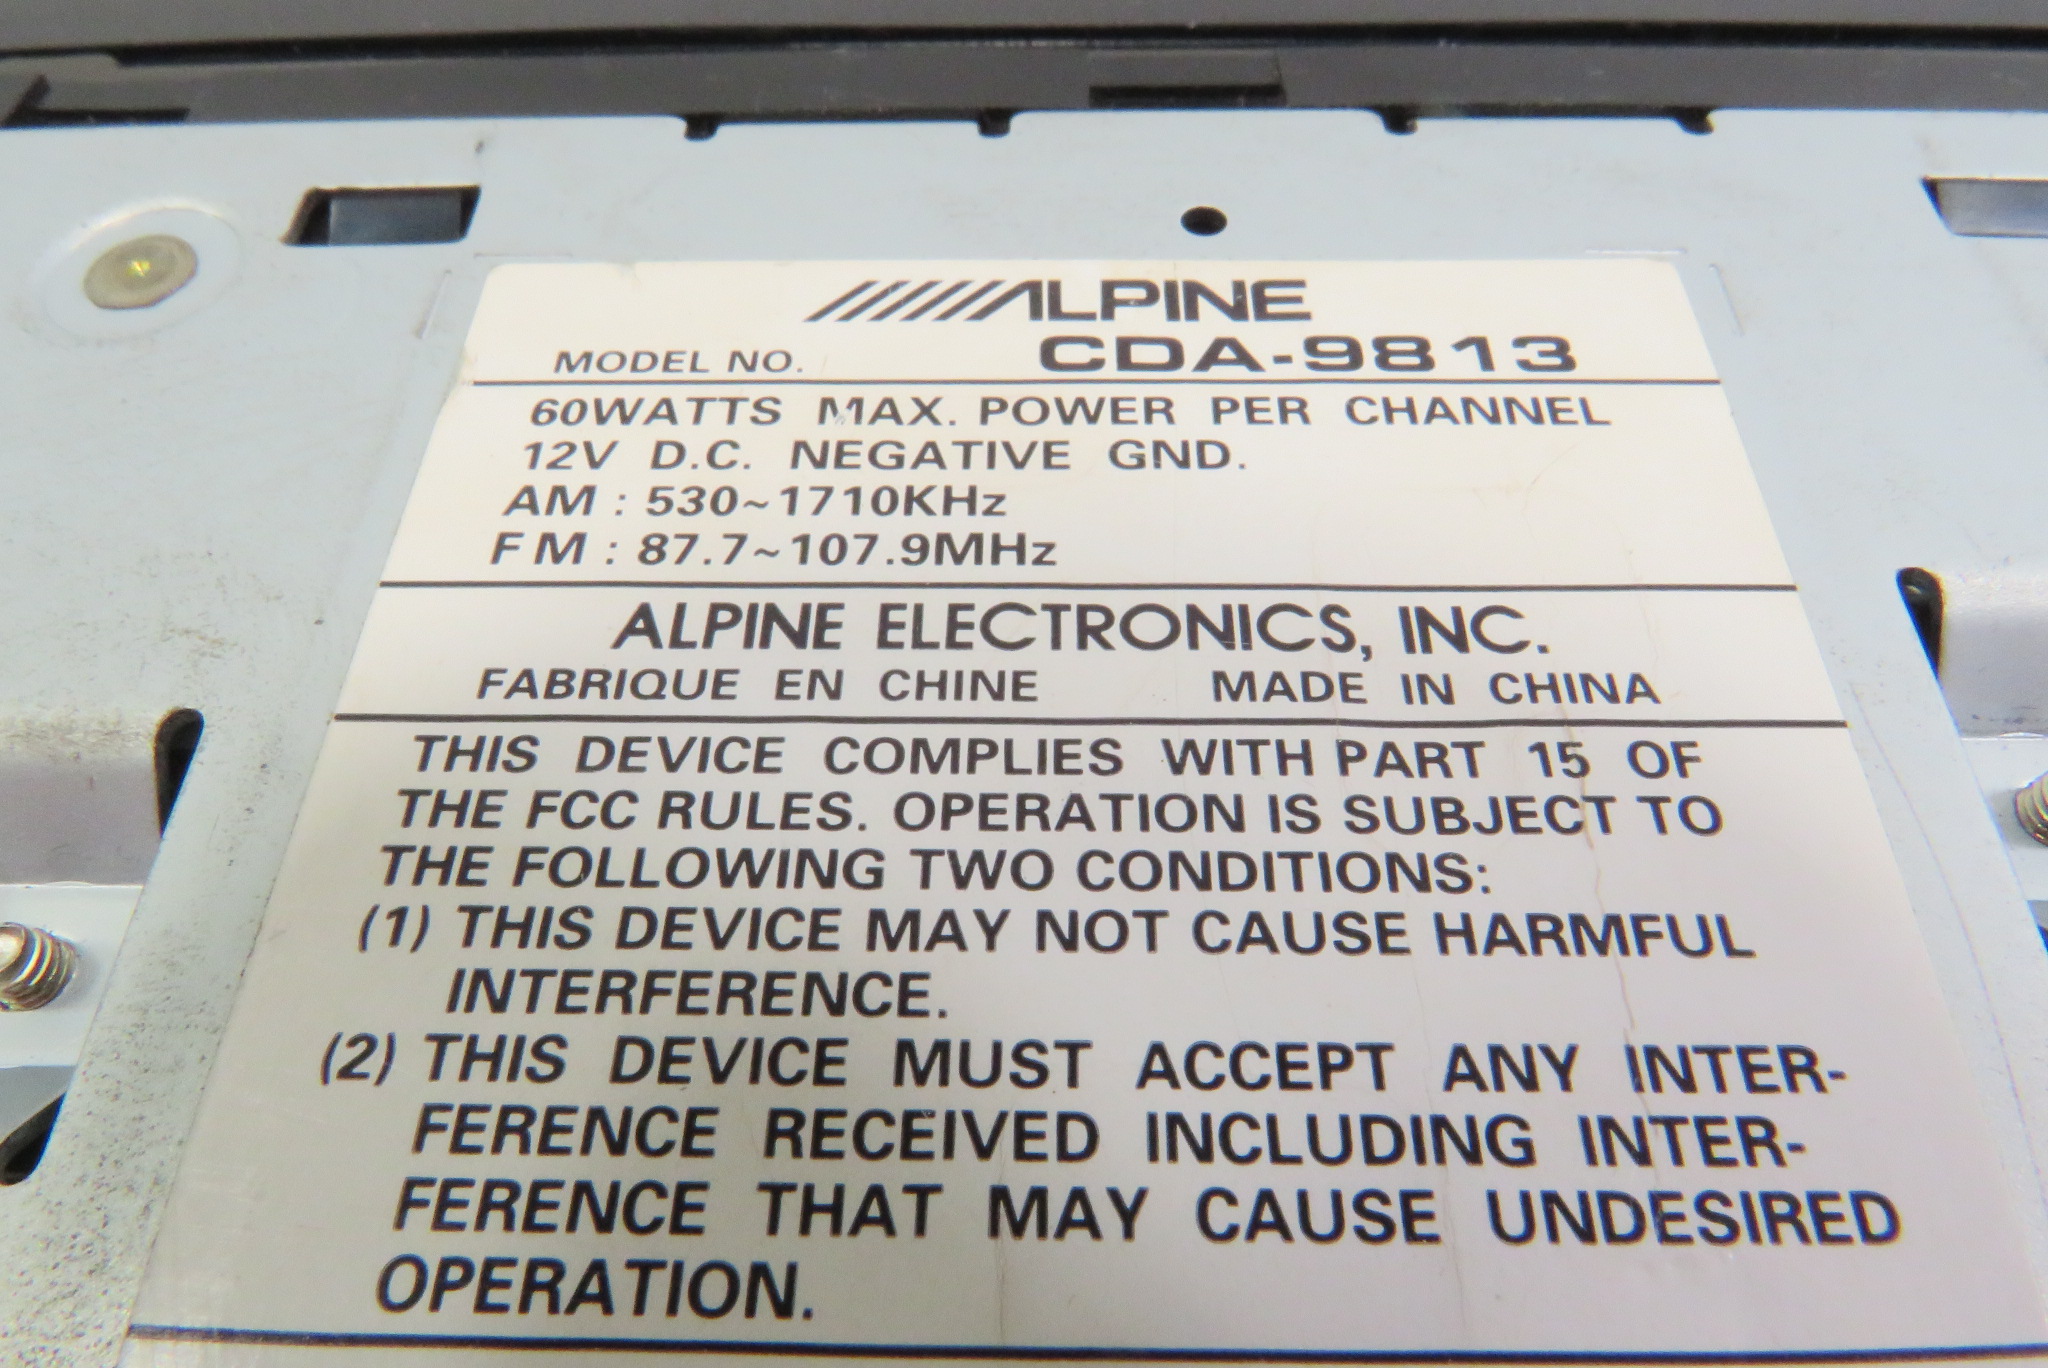 ALPINE
MODEL NO. CDA-9813
60WATTS MAX. POWER PER CHANNEL
12V D.C. NEGATIVE GND.
AM : 530~1710KHz
FM : 87.7~107.9MHz
ALPINE ELECTRONICS, INC.
FABRIQUE EN CHINE MADE IN CHINA
THIS DEVICE COMPLIES WITH PART 15 OF
THE FCC RULES. OPERATION IS SUBJECT TO
THE FOLLOWING TWO CONDITIONS:
(1) THIS DEVICE MAY NOT CAUSE HARMFUL
INTERFERENCE.
(2) THIS DEVICE MUST ACCEPT ANY INTER-
FERENCE RECEIVED INCLUDING INTER-
FERENCE THAT MAY CAUSE UNDESIRED
OPERATION.